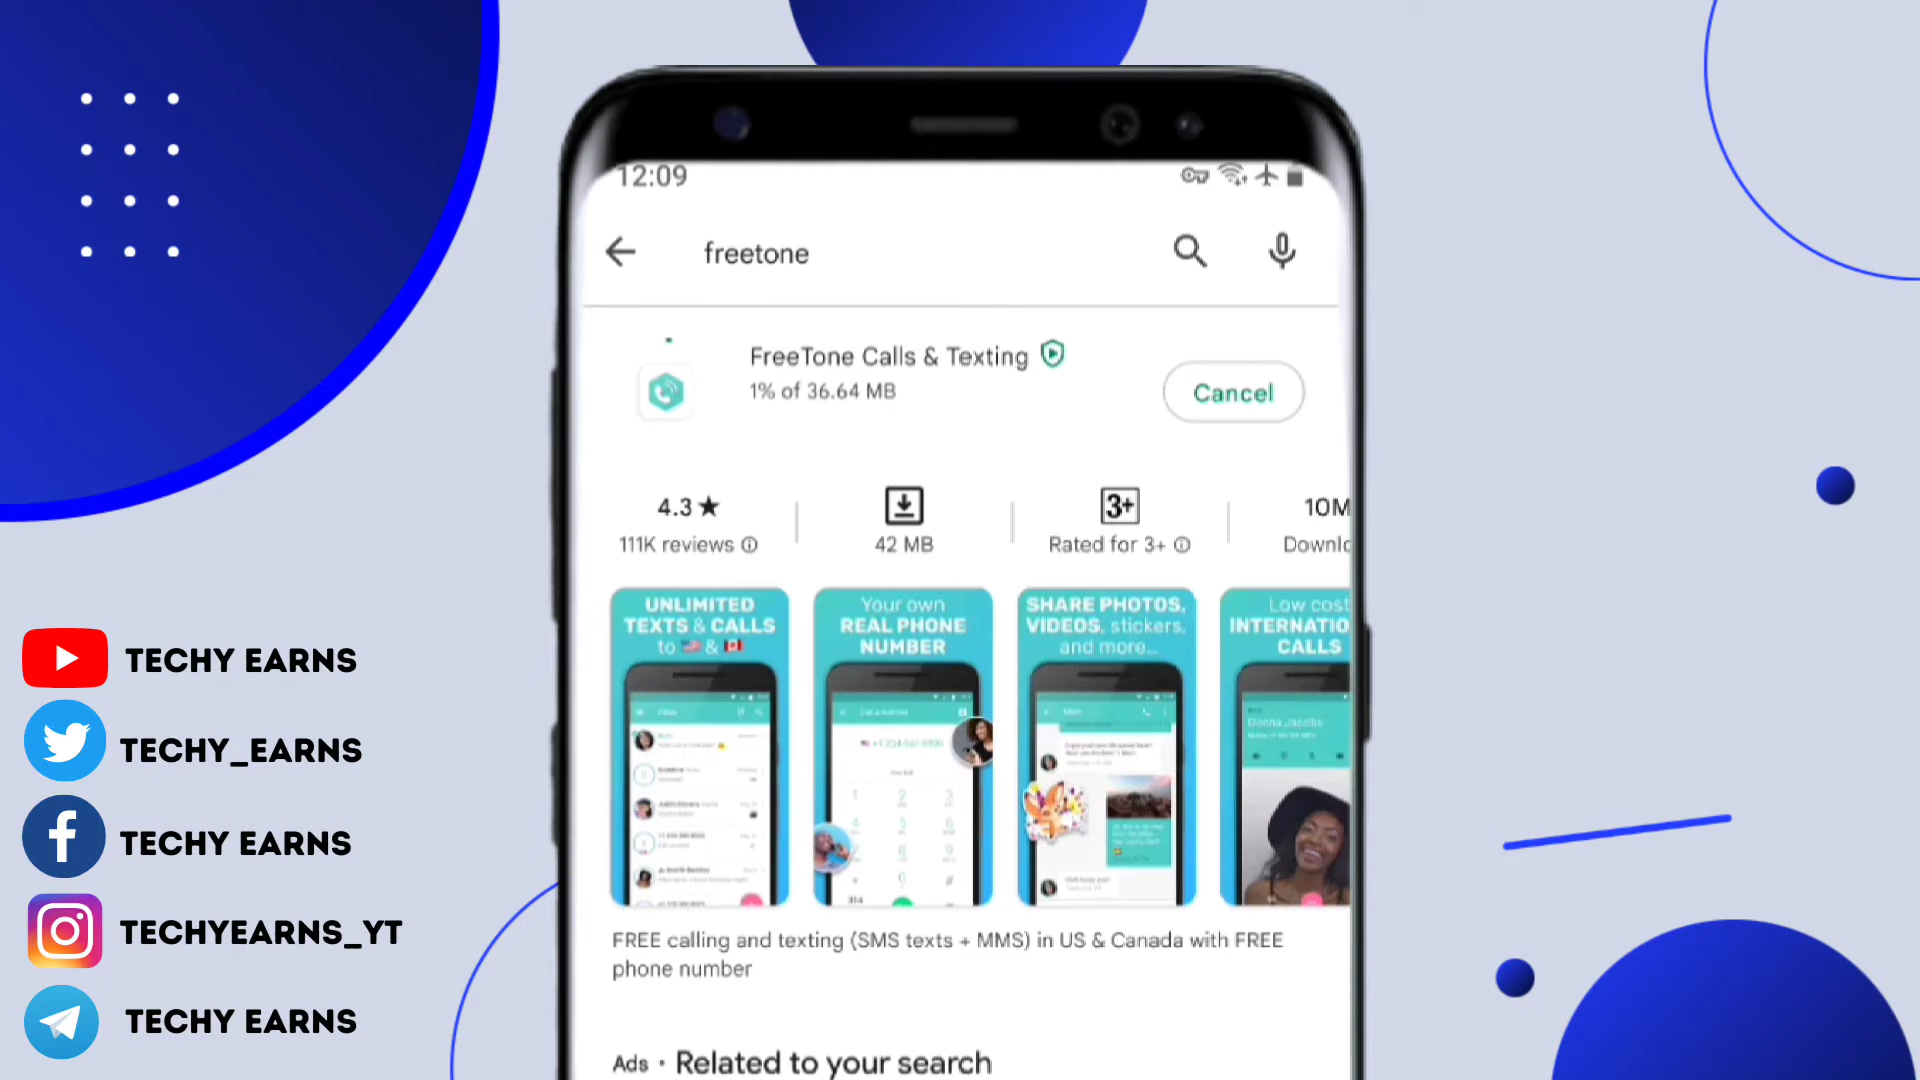 12:09
freetone
FreeTone Calls & Texting
1% of 36.64 MB
Cancel
4.3 ★
111K reviews
42 MB
3+
Rated for 3+
10M
Downlo
UNLIMITED
TEXTS & CALLS
to & 
Your own
REAL PHONE
NUMBER
SHARE PHOTOS,
VIDEOS, stickers,
and more...
Low cost
INTERNATIO
CALLS
Donna Jacobs
FREE calling and texting (SMS texts + MMS) in US & Canada with FREE
phone number
Ads · Related to your search
TECHY EARNS
TECHY_EARNS
TECHY EARNS
TECHYEARNS_YT
TECHY EARNS